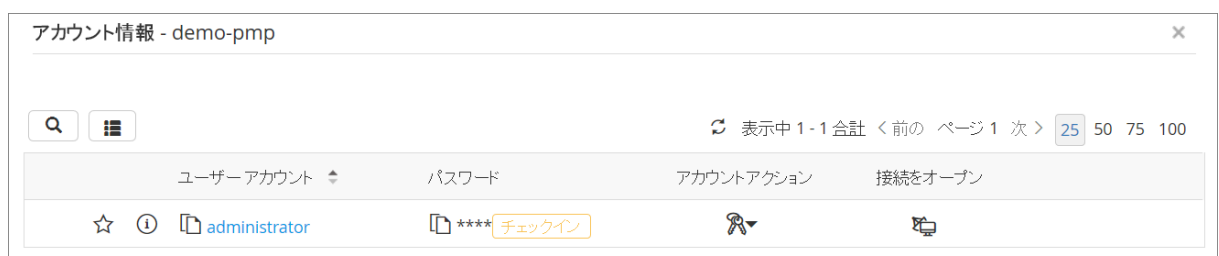 アカウント情報 - demo-pmp
表示中 1 - 1 合計 前の ページ 1 次 25 50 75 100
ユーザー アカウント パスワード アカウントアクション 接続をオープン
administrator **** チェックイン